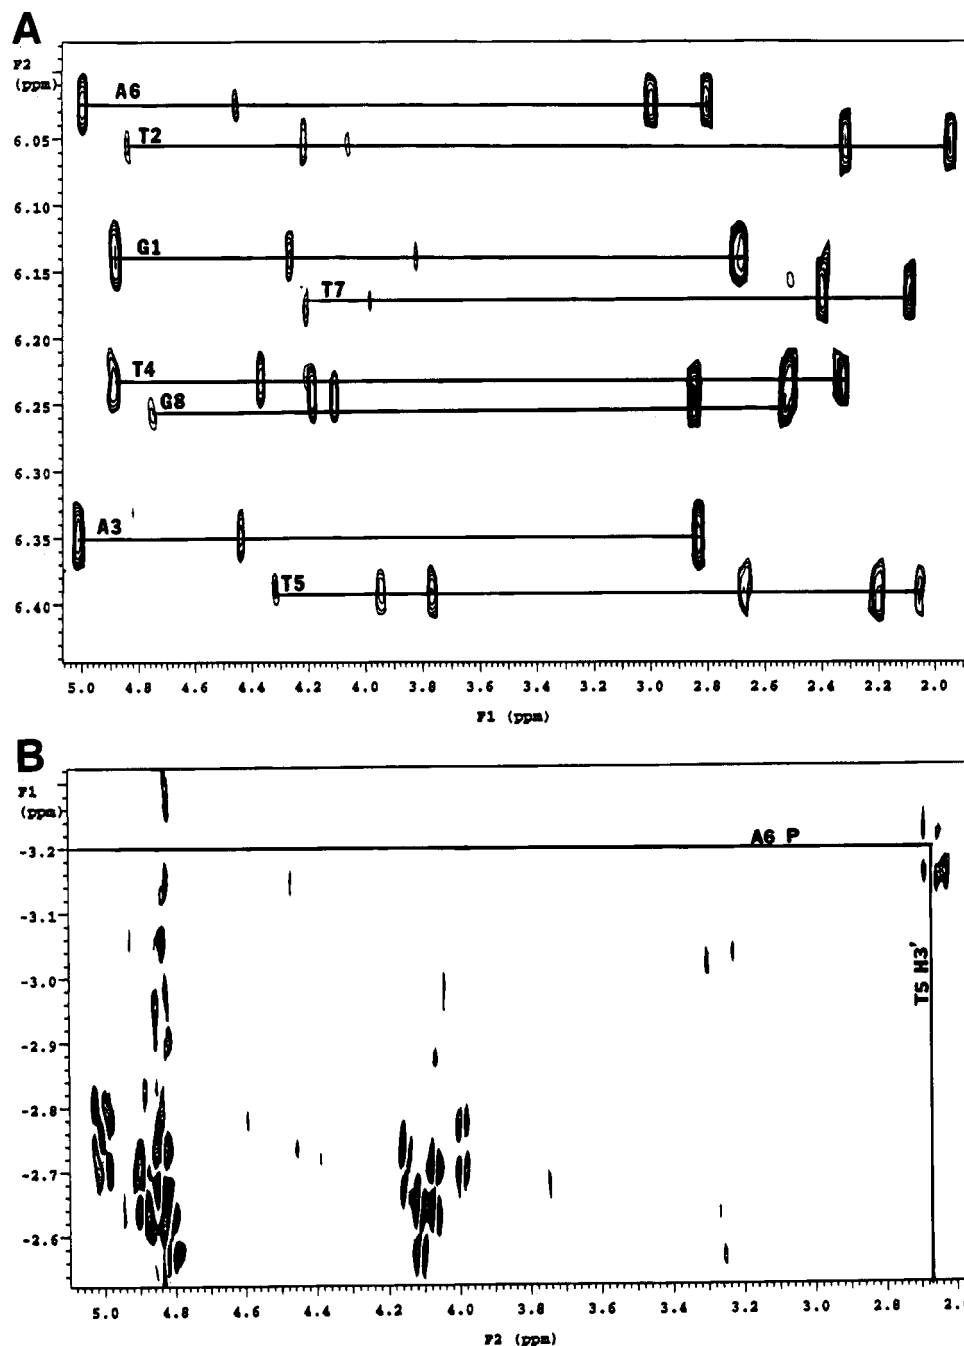 A
F2
(ppm)
A6
T2
6.05
6.10
G1
6.15
T7
6.20
T4
G8
6.25
6.30
A3
6.35
T5
6.40
5.0 4.8 4.6 4.4 4.2 4.0 3.8 3.6 3.4 3.2 3.0 2.8 2.6 2.4 2.2 2.0
F1 (ppm)
B
F1
(ppm)
A6 P
-3.2
-3.1
T5 H3'
-3.0
-2.9
-2.8
-2.7
-2.6
5.0 4.8 4.6 4.4 4.2 4.0 3.8 3.6 3.4 3.2 3.0 2.8 2.6
F2 (ppm)